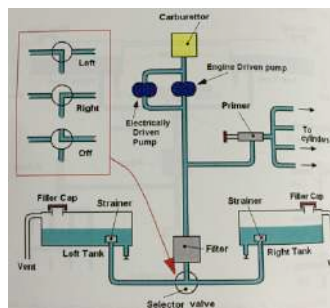 Carburettor
Left
Engine Driven pump
Right
Electrically
Driven Pump
Primer
Off
To
cylinder
Filler Cap
Strainer
Strainer
Filler Cap
Filter
Vent
Left Tank
Right Tank
Selector valve